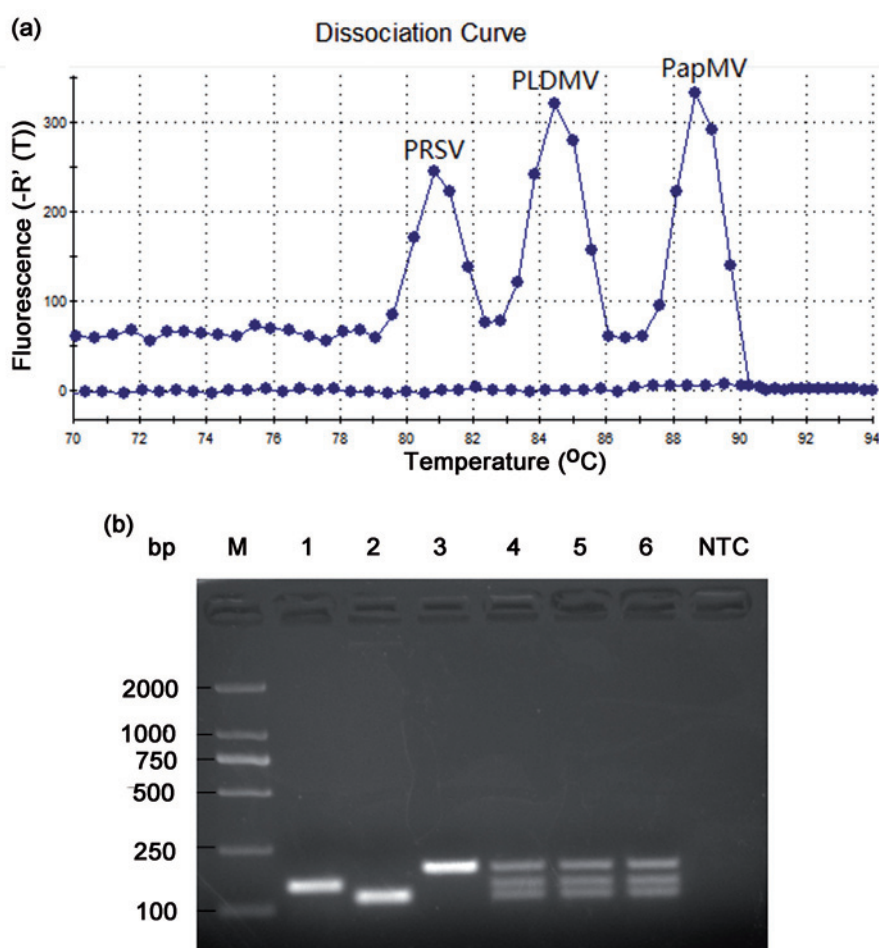 (a)
Dissociation Curve
PRSV
PLDMV
PapMV
Fluorescence (-R' (T))
300
200
100
0
70 72 74 76 78 80 82 84 86 88 90 92 94
Temperature (°C)
(b)
bp M 1 2 3 4 5 6 NTC
2000
1000
750
500
250
100